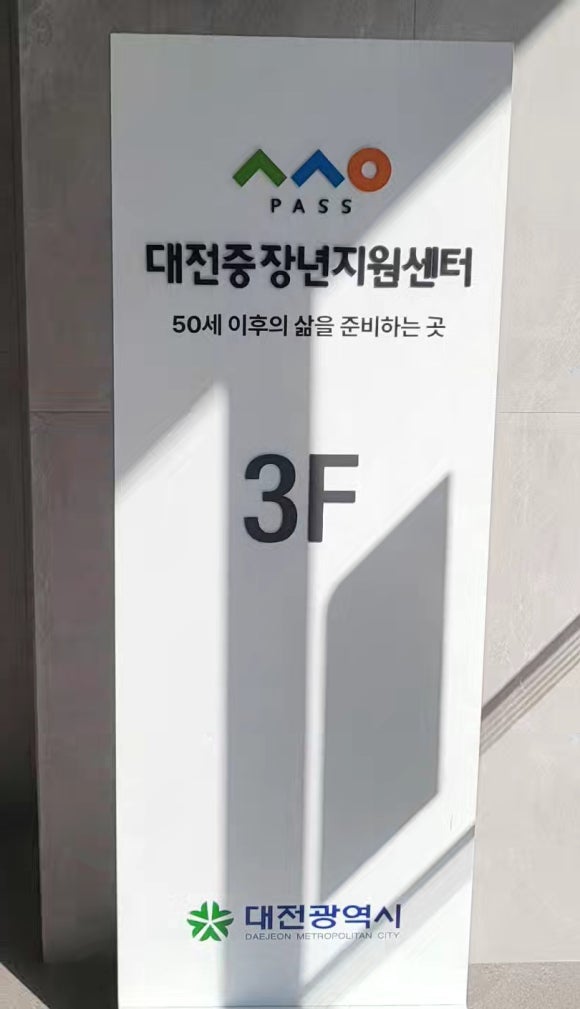 ㅅㅅㅇ
PASS
대전중장년지원센터
50세 이후의 삶을 준비하는 곳
3F
대전광역시
DAEJEON METROPOLITAN CITY